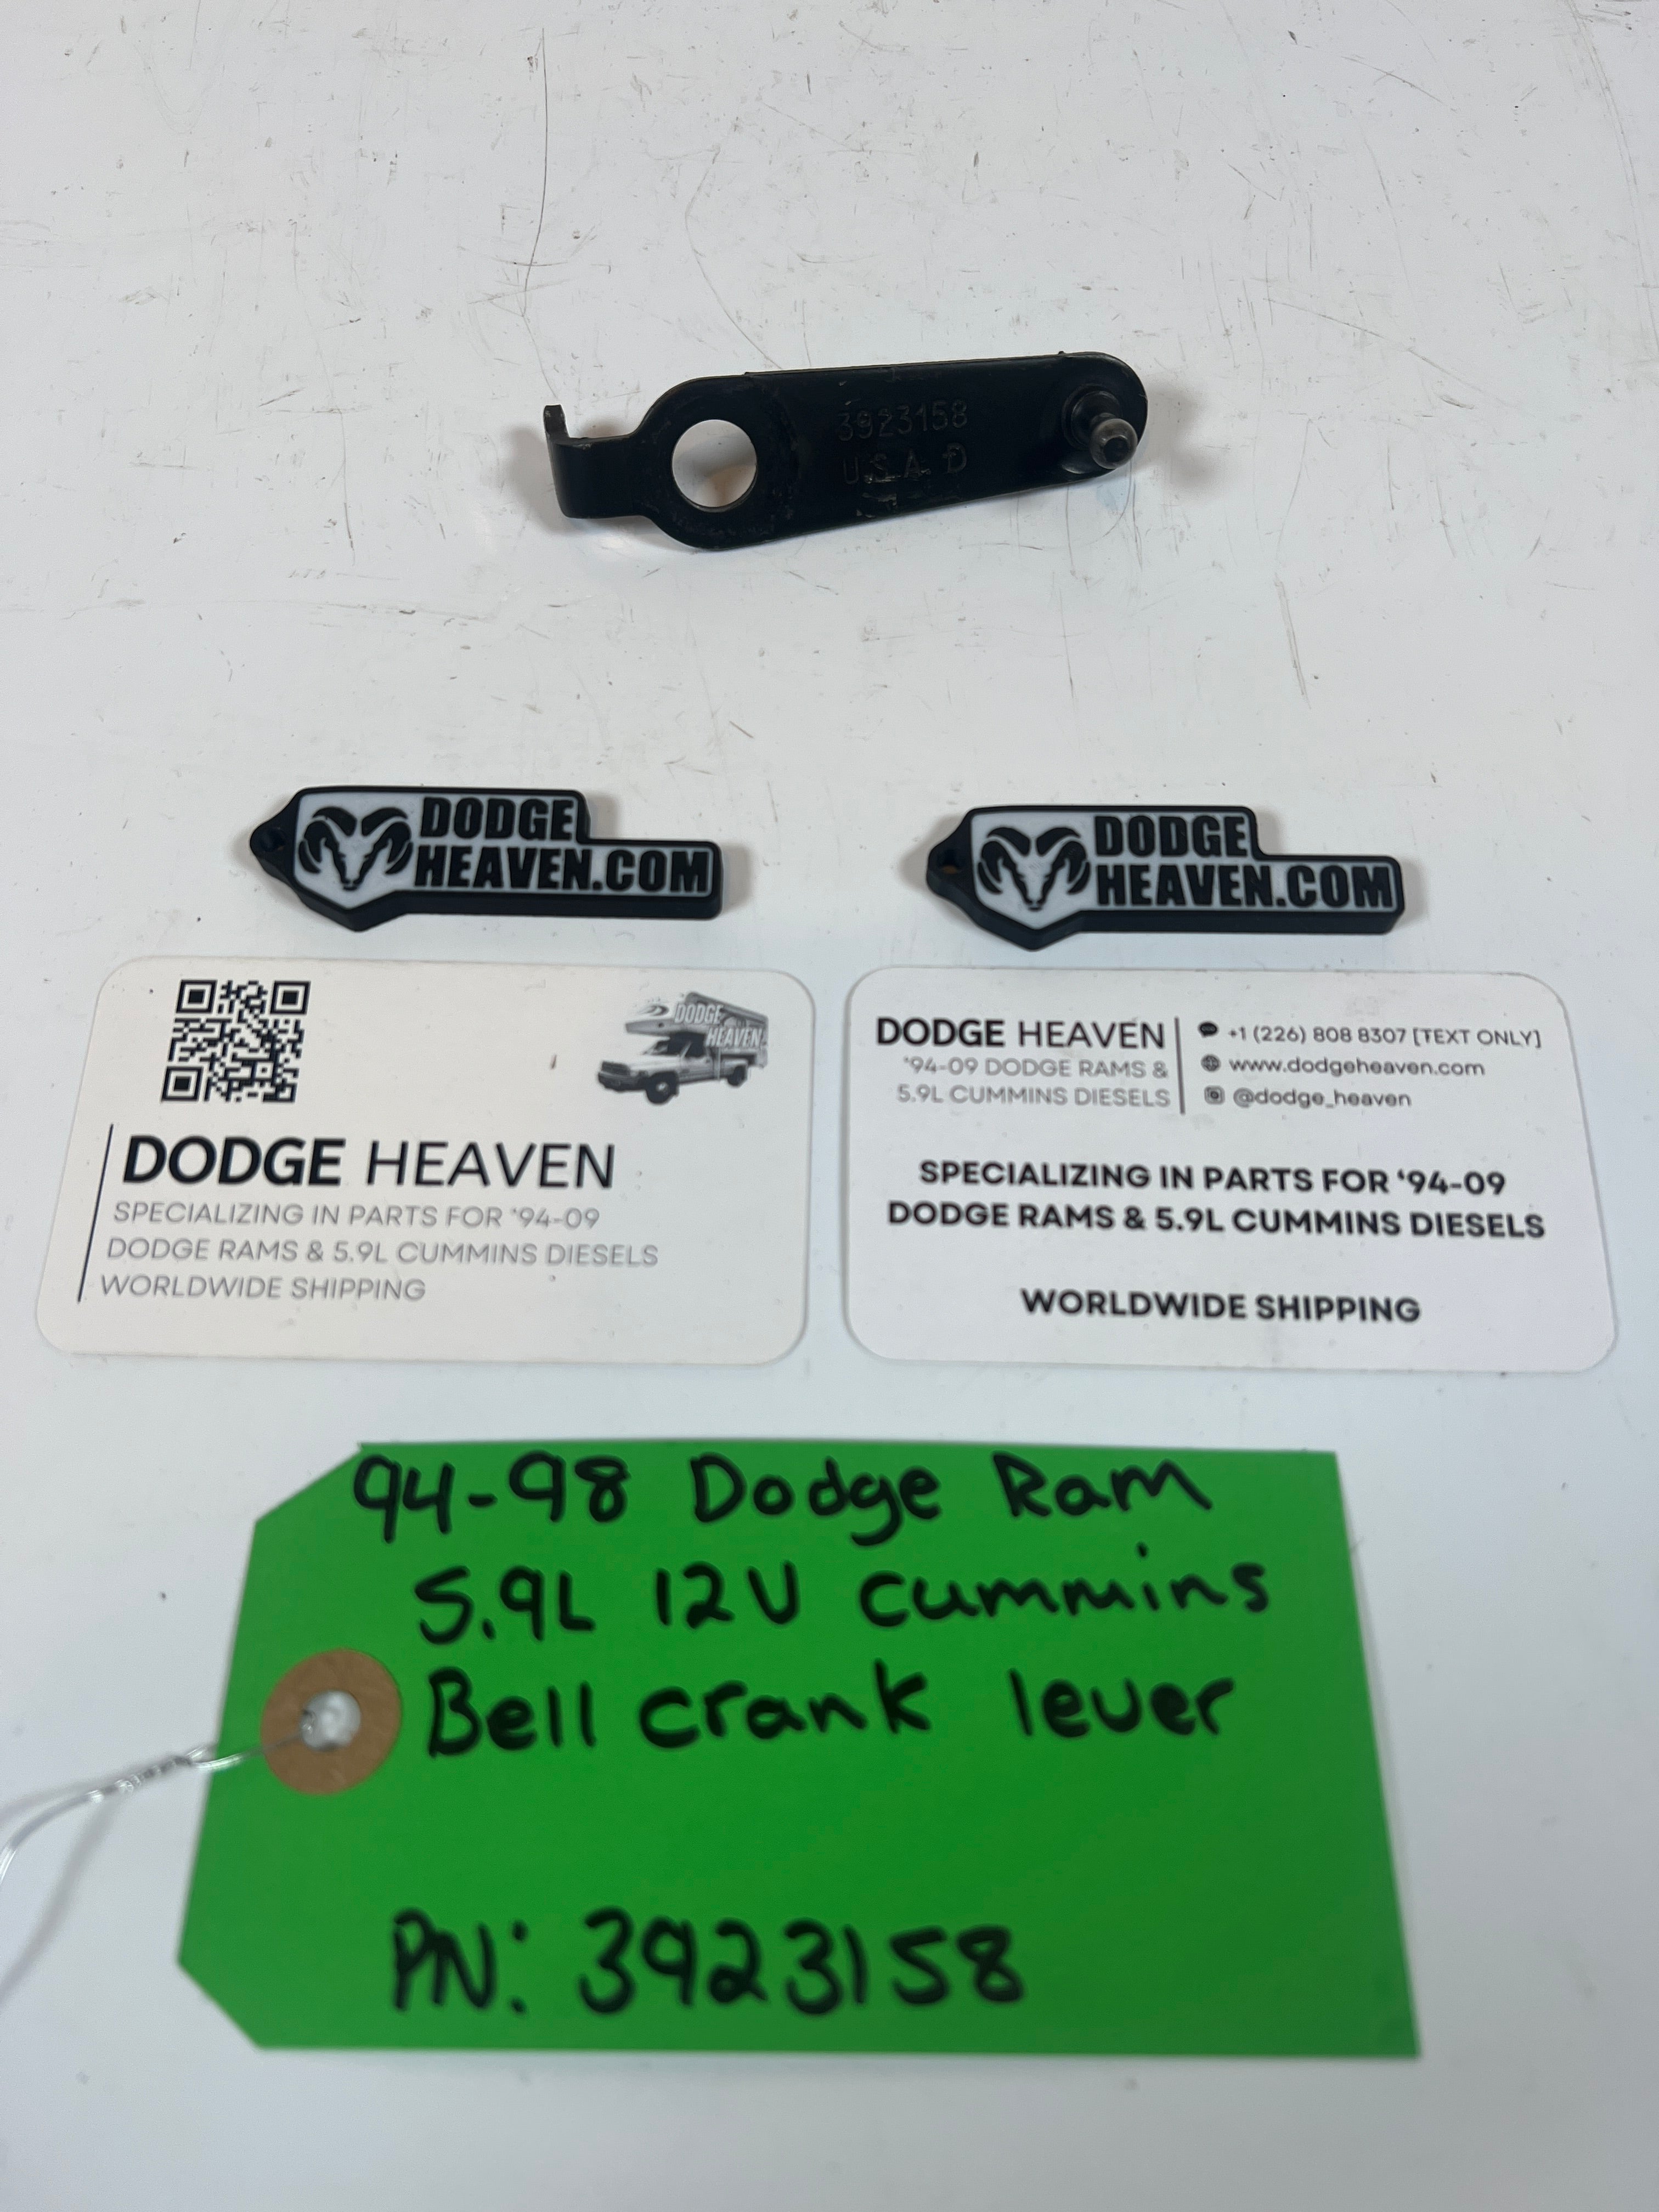 3923158
U.S.A. D
DODGE
HEAVEN.COM
DODGE
HEAVEN.COM
DODGE
HEAVEN
DODGE HEAVEN
SPECIALIZING IN PARTS FOR '94-09
DODGE RAMS & 5.9L CUMMINS DIESELS
WORLDWIDE SHIPPING
DODGE HEAVEN
'94-09 DODGE RAMS &
5.9L CUMMINS DIESELS
+1 (226) 808 8307 [TEXT ONLY]
www.dodgeheaven.com
@dodge_heaven
SPECIALIZING IN PARTS FOR '94-09
DODGE RAMS & 5.9L CUMMINS DIESELS
WORLDWIDE SHIPPING
94-98 Dodge Ram
5.9L 12V Cummins
Bell crank lever
PN: 3923158